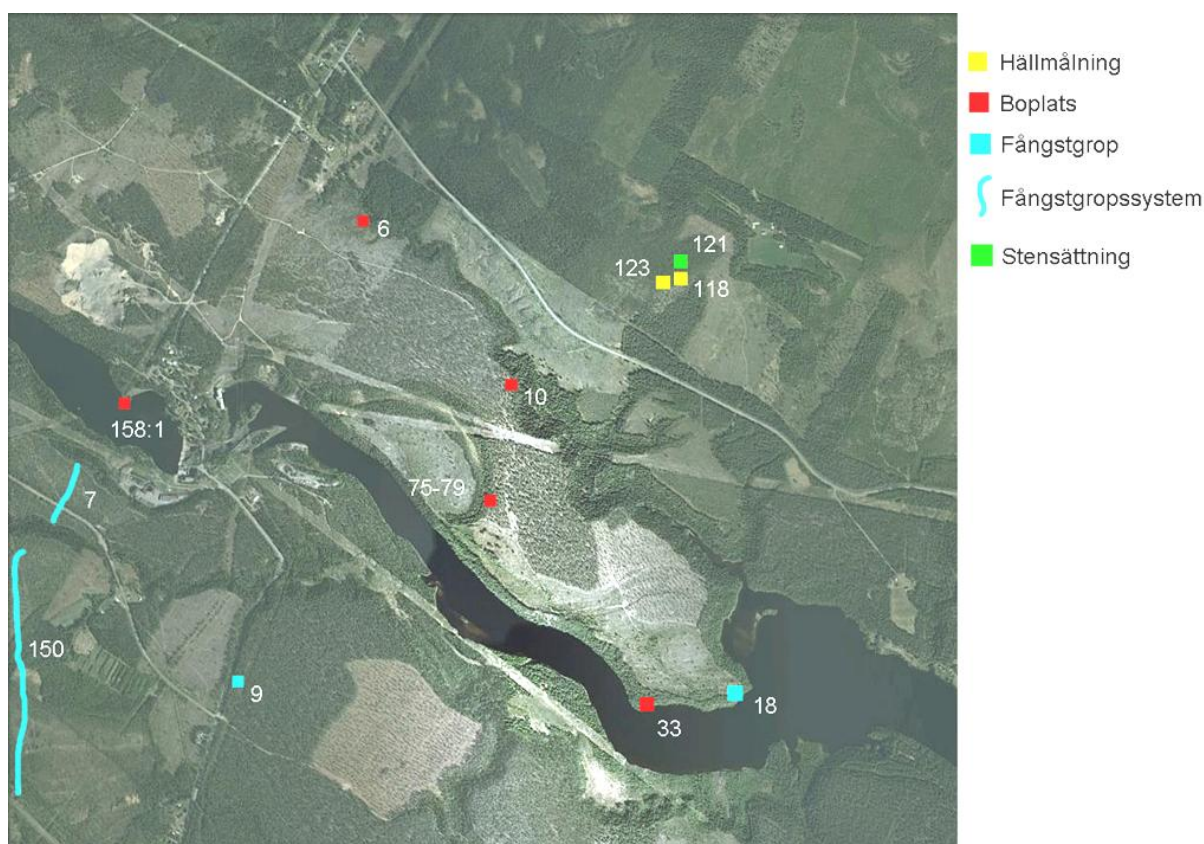 Hällmålning
Boplats
Fångstgrop
Fångstgropssystem
Stensättning
6
121
123
118
10
158:1
75-79
7
150
9
18
33